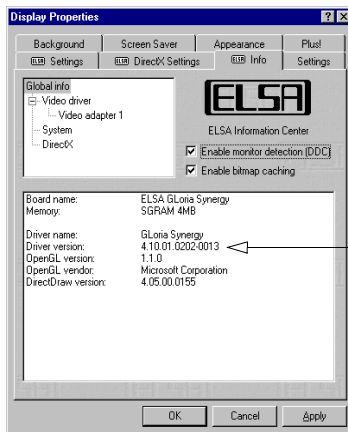 Display Properties
Background Screen Saver Appearance Plus!
ELSA Settings ELSA DirectX Settings ELSA Info Settings
Global info
Video driver
Video adapter 1
System
DirectX
ELSA
ELSA Information Center
Enable monitor detection (DDC)
Enable bitmap caching
Board name: ELSA GLoria Synergy
Memory: SGRAM 4MB
Driver name: GLoria Synergy
Driver version: 4.10.01.0202-0013
OpenGL version: 1.1.0
OpenGL vendor: Microsoft Corporation
DirectDraw version: 4.05.00.0155
OK Cancel Apply